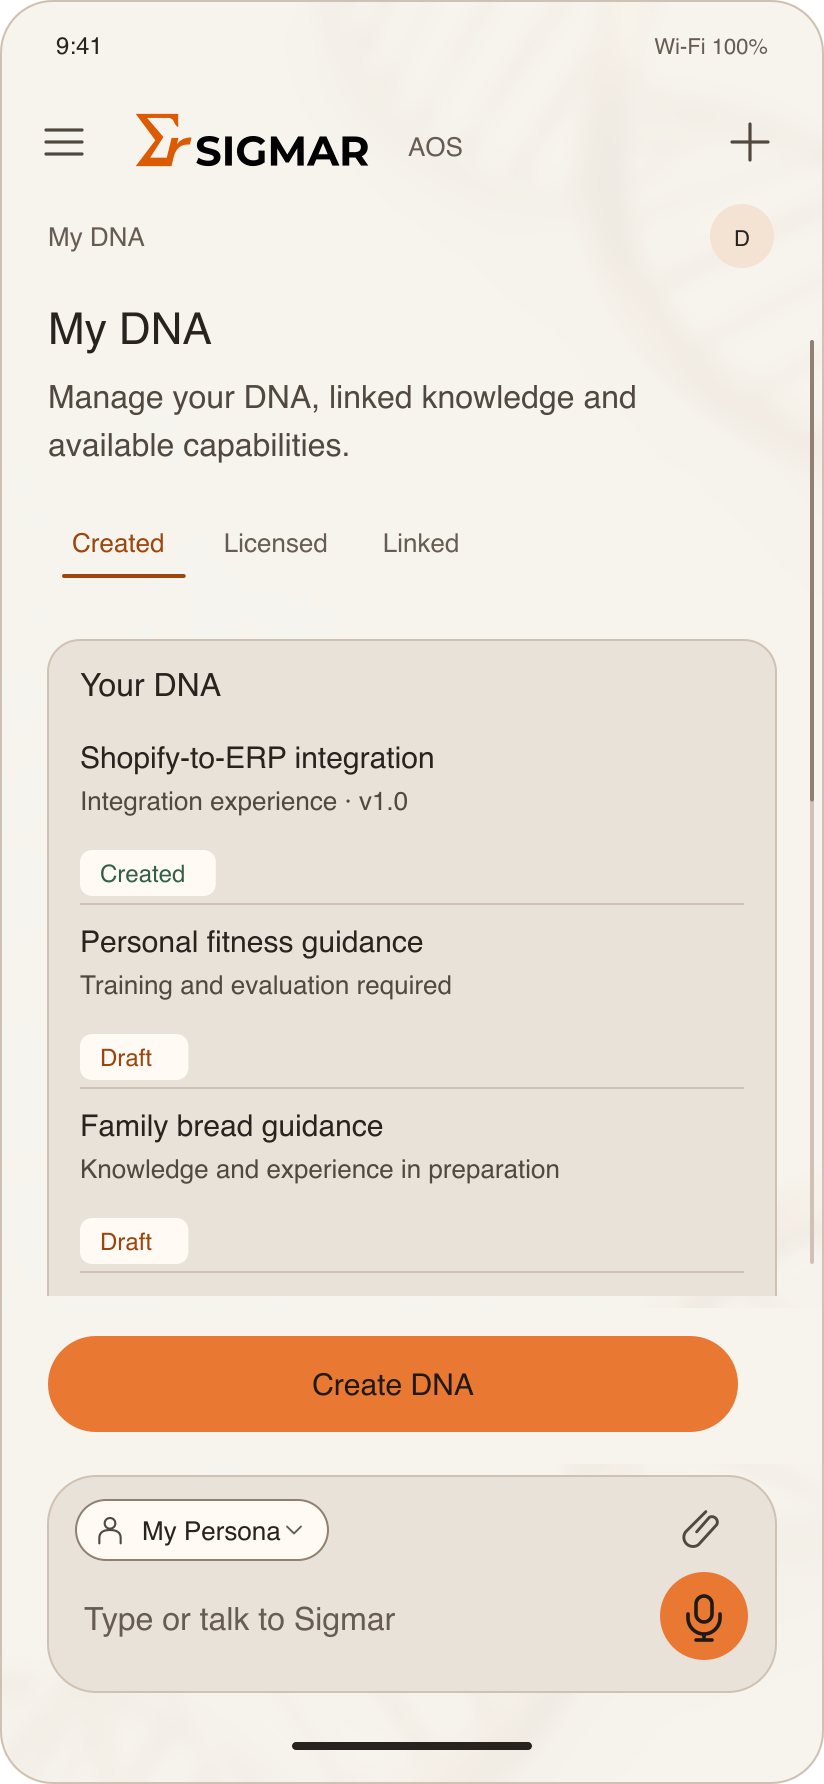 9:41
Wi-Fi 100%
Σr SIGMAR AOS
My DNA
D
My DNA
Manage your DNA, linked knowledge and
available capabilities.
Created Licensed Linked
Your DNA
Shopify-to-ERP integration
Integration experience · v1.0
Created
Personal fitness guidance
Training and evaluation required
Draft
Family bread guidance
Knowledge and experience in preparation
Draft
Create DNA
My Persona
Type or talk to Sigmar